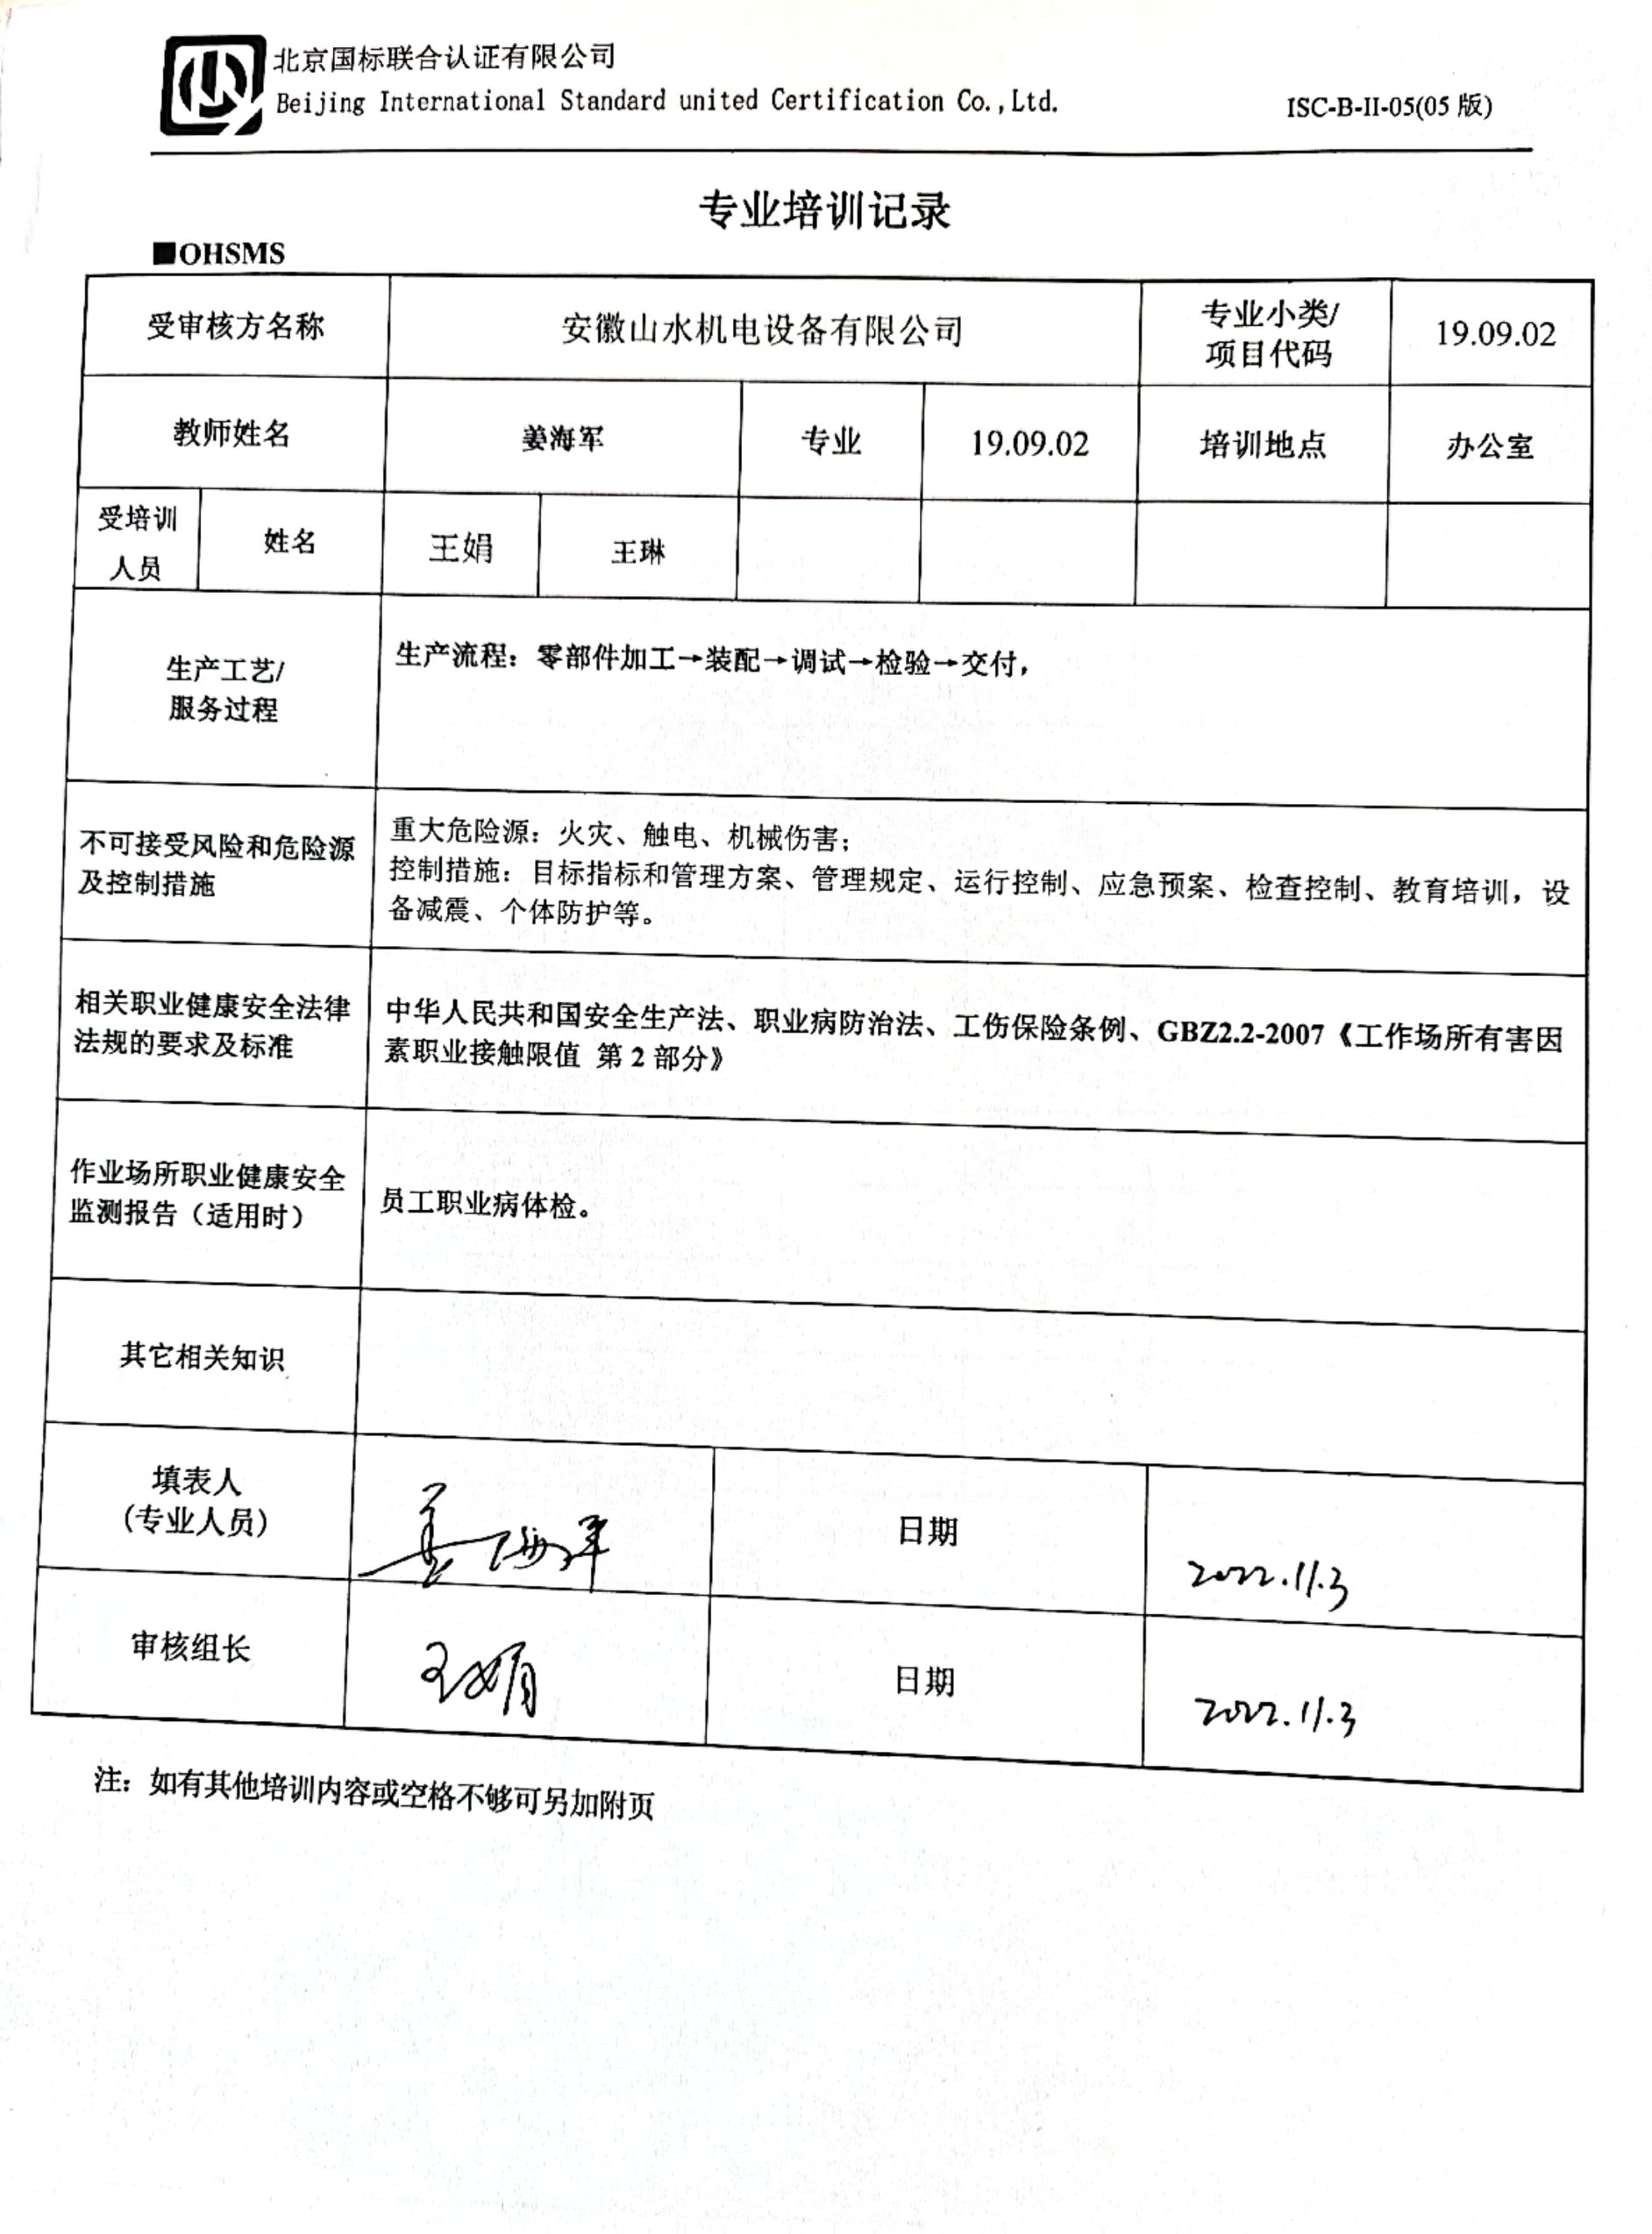 北京国标联合认证有限公司
Beijing International Standard united Certification Co.,Ltd.
ISC-B-II-05(05 版)
专业培训记录
■OHSMS
受审核方名称
安徽山水机电设备有限公司
专业小类/
项目代码
19.09.02
教师姓名
姜海军
专业
19.09.02
培训地点
办公室
受培训
人员
姓名
王娟
王琳
生产工艺/
服务过程
生产流程：零部件加工→装配→调试→检验→交付，
不可接受风险和危险源
及控制措施
重大危险源：火灾、触电、机械伤害；
控制措施：目标指标和管理方案、管理规定、运行控制、应急预案、检查控制、教育培训，设
备减震、个体防护等。
相关职业健康安全法律
法规的要求及标准
中华人民共和国安全生产法、职业病防治法、工伤保险条例、GBZ2.2-2007《工作场所有害因
素职业接触限值 第 2 部分》
作业场所职业健康安全
监测报告（适用时）
员工职业病体检。
其它相关知识
填表人
（专业人员）
姜海军
日期
2022.11.3
审核组长
王娟
日期
2022.11.3
注：如有其他培训内容或空格不够可另加附页